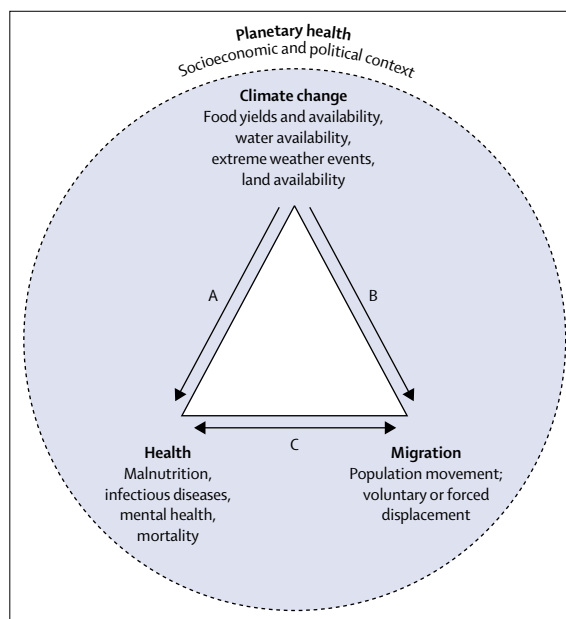 Planetary health
Socioeconomic and political context
Climate change
Food yields and availability,
water availability,
extreme weather events,
land availability
A
B
C
Health
Malnutrition,
infectious diseases,
mental health,
mortality
Migration
Population movement;
voluntary or forced
displacement